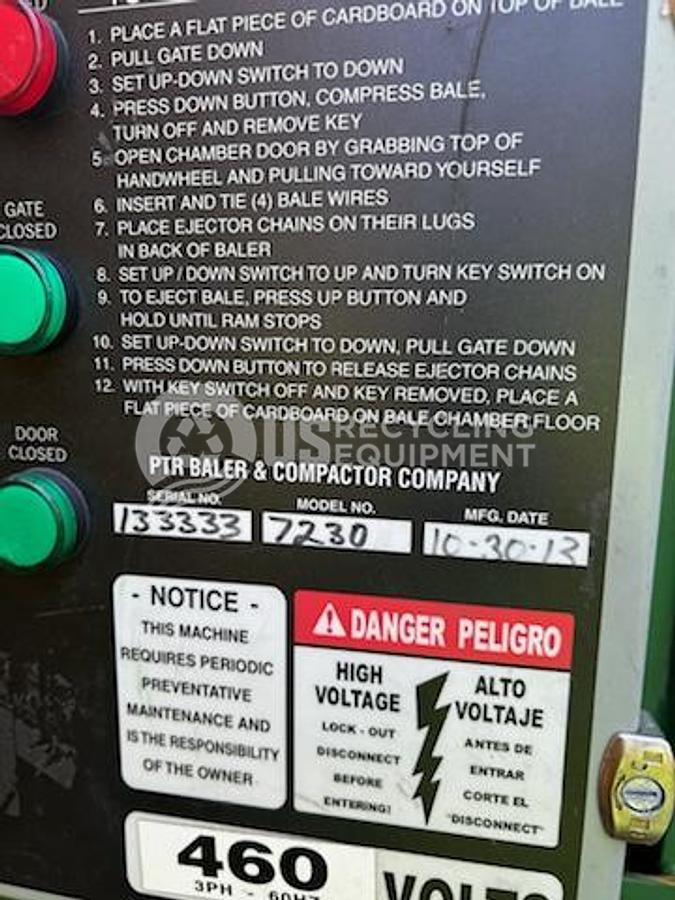 1. PLACE A FLAT PIECE OF CARDBOARD ON TOP OF BALE
2. PULL GATE DOWN
3. SET UP-DOWN SWITCH TO DOWN
4. PRESS DOWN BUTTON, COMPRESS BALE,
TURN OFF AND REMOVE KEY
5 OPEN CHAMBER DOOR BY GRABBING TOP OF
HANDWHEEL AND PULLING TOWARD YOURSELF
6. INSERT AND TIE (4) BALE WIRES
7. PLACE EJECTOR CHAINS ON THEIR LUGS
IN BACK OF BALER
8. SET UP / DOWN SWITCH TO UP AND TURN KEY SWITCH ON
9. TO EJECT BALE, PRESS UP BUTTON AND
HOLD UNTIL RAM STOPS
10. SET UP-DOWN SWITCH TO DOWN, PULL GATE DOWN
11. PRESS DOWN BUTTON TO RELEASE EJECTOR CHAINS
12. WITH KEY SWITCH OFF AND KEY REMOVED, PLACE A
FLAT PIECE OF CARDBOARD ON BALE CHAMBER FLOOR
GATE
CLOSED
DOOR
CLOSED
US RECYCLING
EQUIPMENT
PTR BALER & COMPACTOR COMPANY
SERIAL NO. MODEL NO. MFG. DATE
133333 7230 10-30-13
- NOTICE -
THIS MACHINE
REQUIRES PERIODIC
PREVENTATIVE
MAINTENANCE AND
IS THE RESPONSIBILITY
OF THE OWNER
DANGER PELIGRO
HIGH
VOLTAGE
LOCK-OUT
DISCONNECT
BEFORE
ENTERING!
ALTO
VOLTAJE
ANTES DE
ENTRAR
CORTE EL
"DISCONNECT"
460 VOLTS
3PH - 60HZ